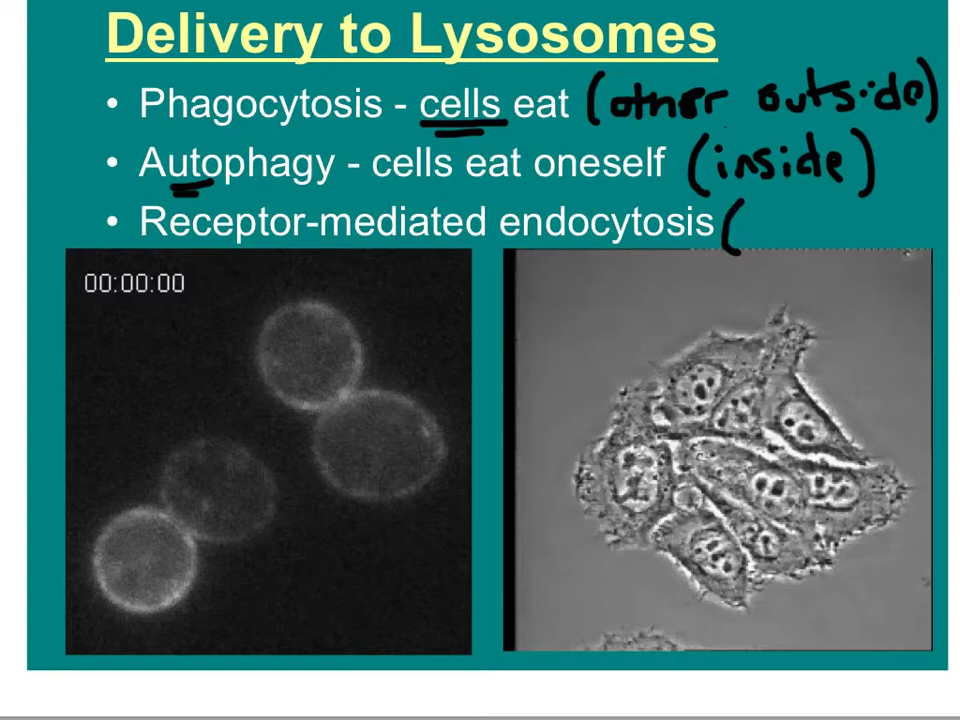 Delivery to Lysosomes
• Phagocytosis - cells eat (other outside)
• Autophagy - cells eat oneself (inside)
• Receptor-mediated endocytosis (
00:00:00